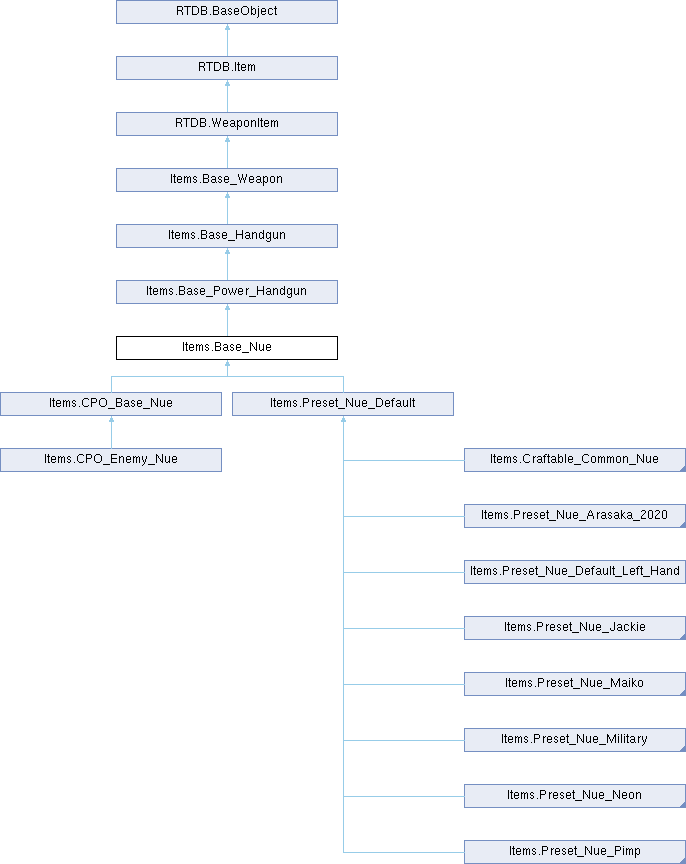 RTDB.BaseObject
RTDB.Item
RTDB.WeaponItem
Items.Base_Weapon
Items.Base_Handgun
Items.Base_Power_Handgun
Items.Base_Nue
Items.CPO_Base_Nue
Items.Preset_Nue_Default
Items.CPO_Enemy_Nue
Items.Craftable_Common_Nue
Items.Preset_Nue_Arasaka_2020
Items.Preset_Nue_Default_Left_Hand
Items.Preset_Nue_Jackie
Items.Preset_Nue_Maiko
Items.Preset_Nue_Military
Items.Preset_Nue_Neon
Items.Preset_Nue_Pimp